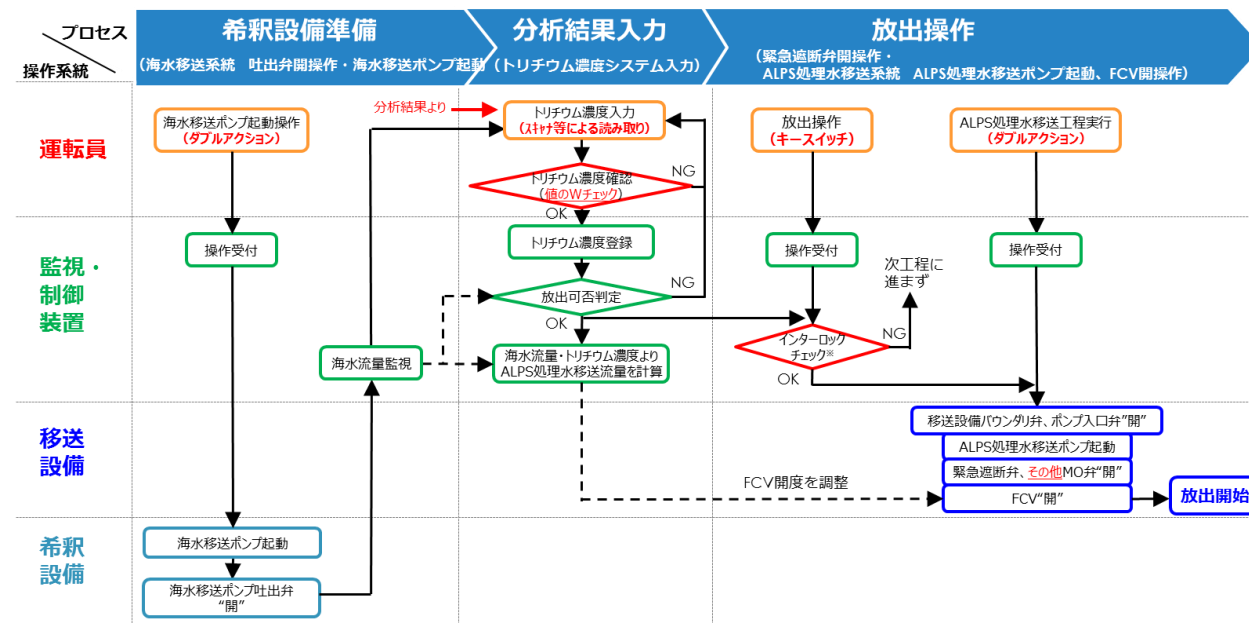 プロセス
操作系統
希釈設備準備
(海水移送系統 吐出弁開操作・海水移送ポンプ起動
分析結果入力
(トリチウム濃度システム入力)
放出操作
(緊急遮断弁開操作・
ALPS処理水移送系統 ALPS処理水移送ポンプ起動、FCV開操作)
運転員
海水移送ポンプ起動操作
(ダブルアクション)
分析結果より
トリチウム濃度入力
(スキャナ等による読み取り)
トリチウム濃度確認
(値のWチェック)
NG
OK
放出操作
(キースイッチ)
ALPS処理水移送工程実行
(ダブルアクション)
監視・
制御
装置
操作受付
海水流量監視
トリチウム濃度登録
放出可否判定
NG
OK
海水流量・トリチウム濃度より
ALPS処理水移送流量を計算
操作受付
操作受付
次工程に
進まず
インターロック
チェック※
NG
OK
移送
設備
移送設備バウンダリ弁、ポンプ入口弁”開”
ALPS処理水移送ポンプ起動
緊急遮断弁、その他MO弁“開”
FCV“開”
FCV開度を調整
放出開始
希釈
設備
海水移送ポンプ起動
海水移送ポンプ吐出弁
“開”